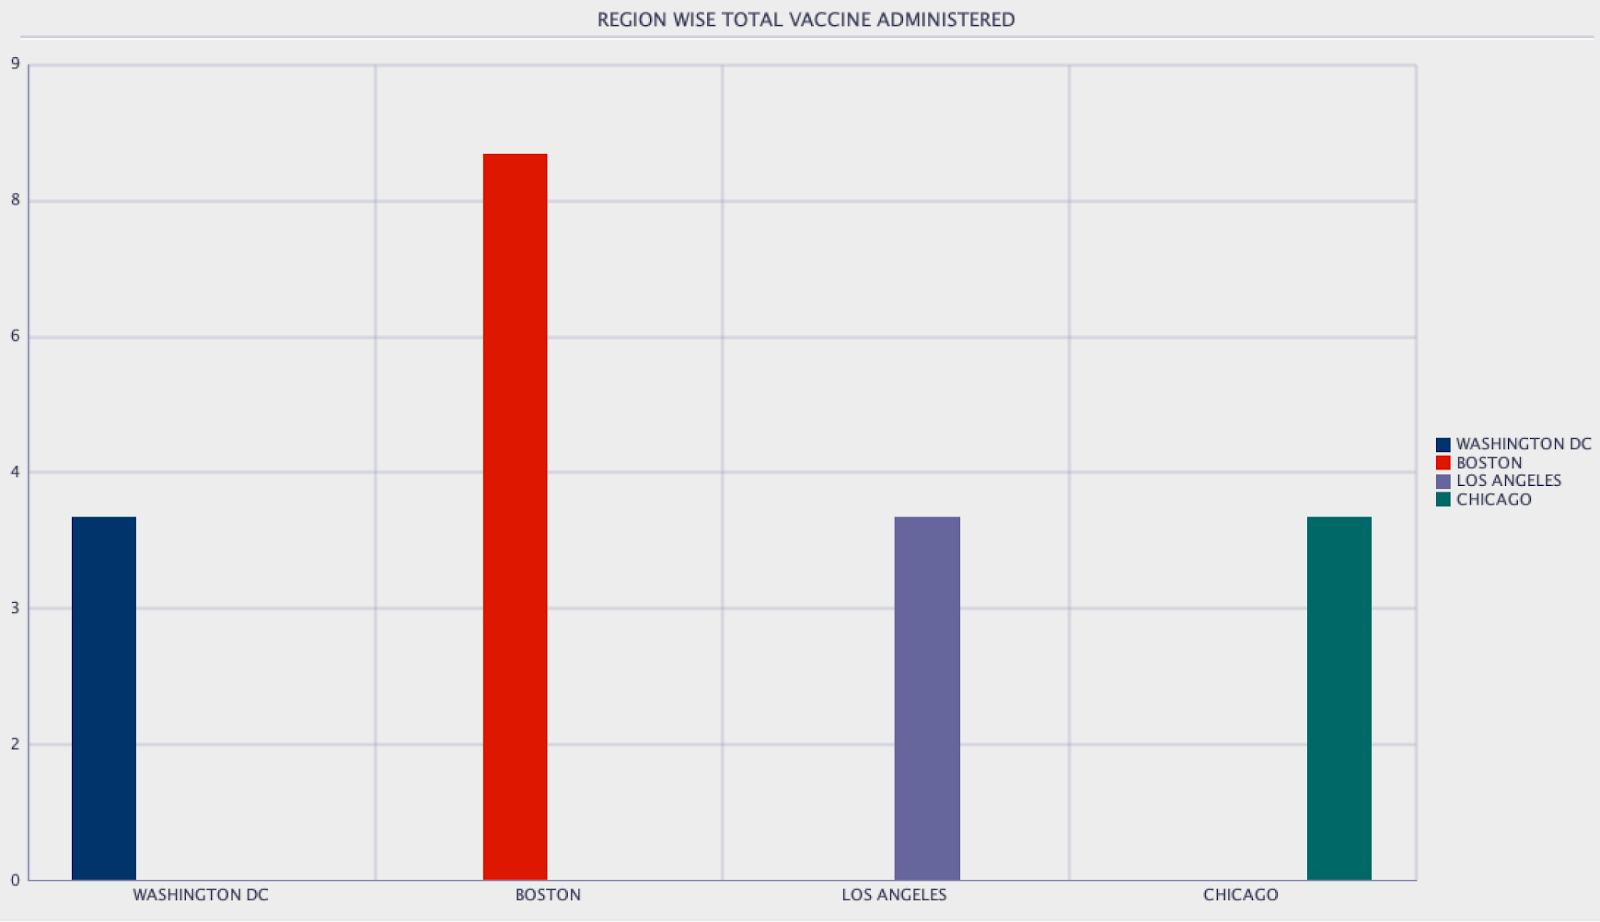 REGION WISE TOTAL VACCINE ADMINISTERED
9
8
6
4
3
2
0
WASHINGTON DC
BOSTON
LOS ANGELES
CHICAGO
WASHINGTON DC
BOSTON
LOS ANGELES
CHICAGO